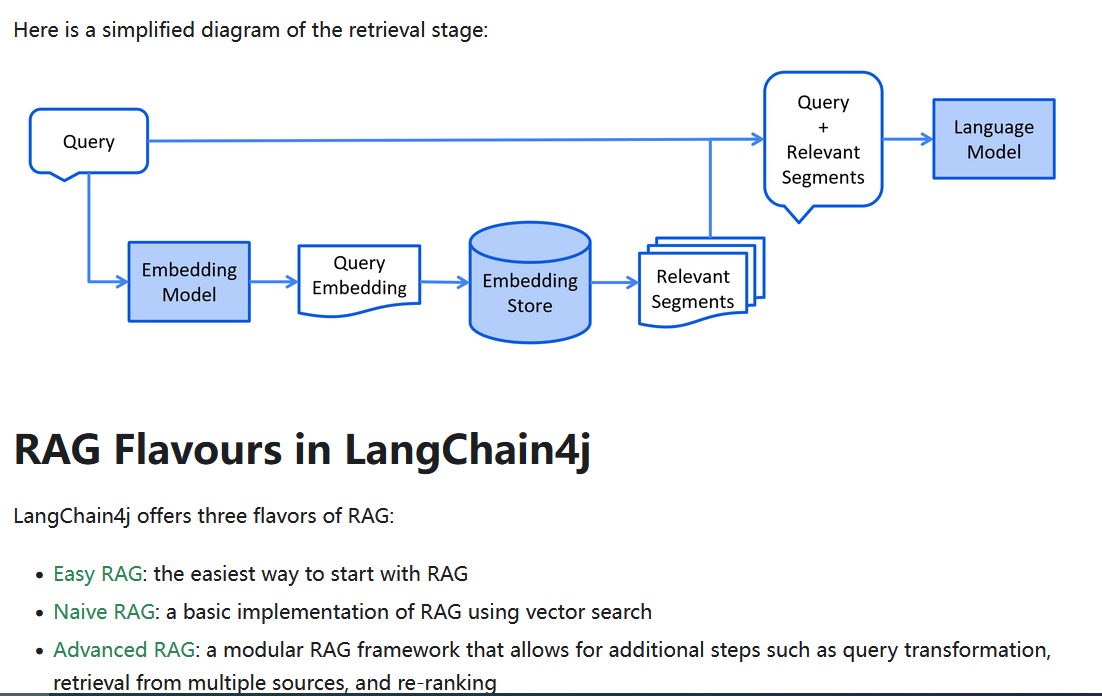 Here is a simplified diagram of the retrieval stage:
Query
Query
+
Relevant
Segments
Language
Model
Embedding
Model
Query
Embedding
Embedding
Store
Relevant
Segments
RAG Flavours in LangChain4j
LangChain4j offers three flavors of RAG:
• Easy RAG: the easiest way to start with RAG
• Naive RAG: a basic implementation of RAG using vector search
• Advanced RAG: a modular RAG framework that allows for additional steps such as query transformation,
retrieval from multiple sources, and re-ranking